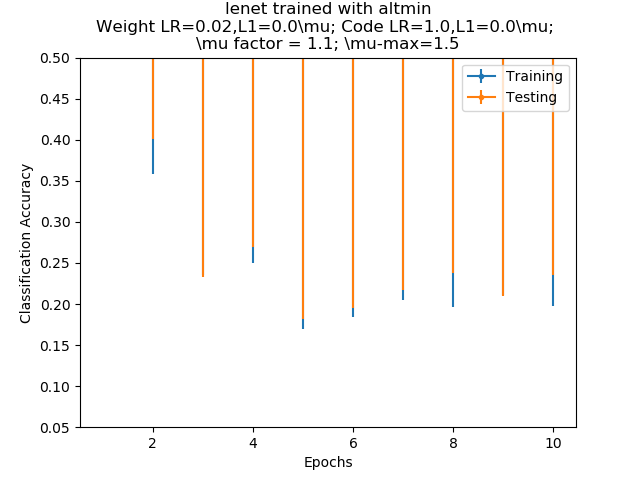 lenet trained with altmin
Weight LR=0.02,L1=0.0\mu; Code LR=1.0,L1=0.0\mu;
\mu factor = 1.1; \mu-max=1.5
0.50
0.45
0.40
0.35
0.30
0.25
0.20
0.15
0.10
0.05
Classification Accuracy
Training
Testing
2 4 6 8 10
Epochs